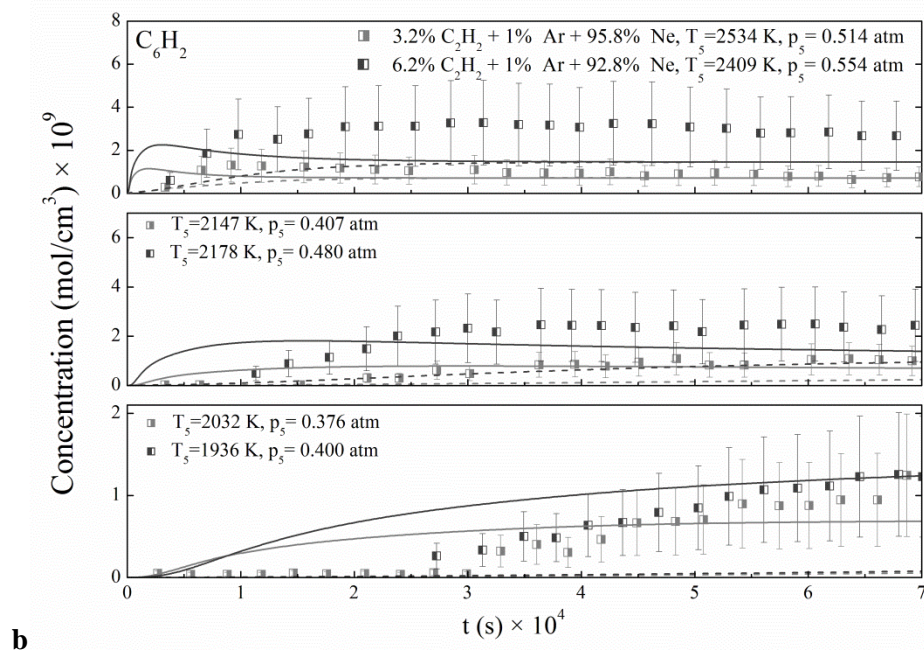 C₆H₂
3.2% C₂H₂ + 1% Ar + 95.8% Ne, T₅=2534 K, p₅=0.514 atm
6.2% C₂H₂ + 1% Ar + 92.8% Ne, T₅=2409 K, p₅=0.554 atm
8
6
4
2
0
T₅=2147 K, p₅= 0.407 atm
T₅=2178 K, p₅= 0.480 atm
6
4
2
0
T₅=2032 K, p₅= 0.376 atm
T₅=1936 K, p₅= 0.400 atm
2
1
0
Concentration (mol/cm³) × 10⁹
0 1 2 3 4 5 6 7
t (s) × 10⁴
b